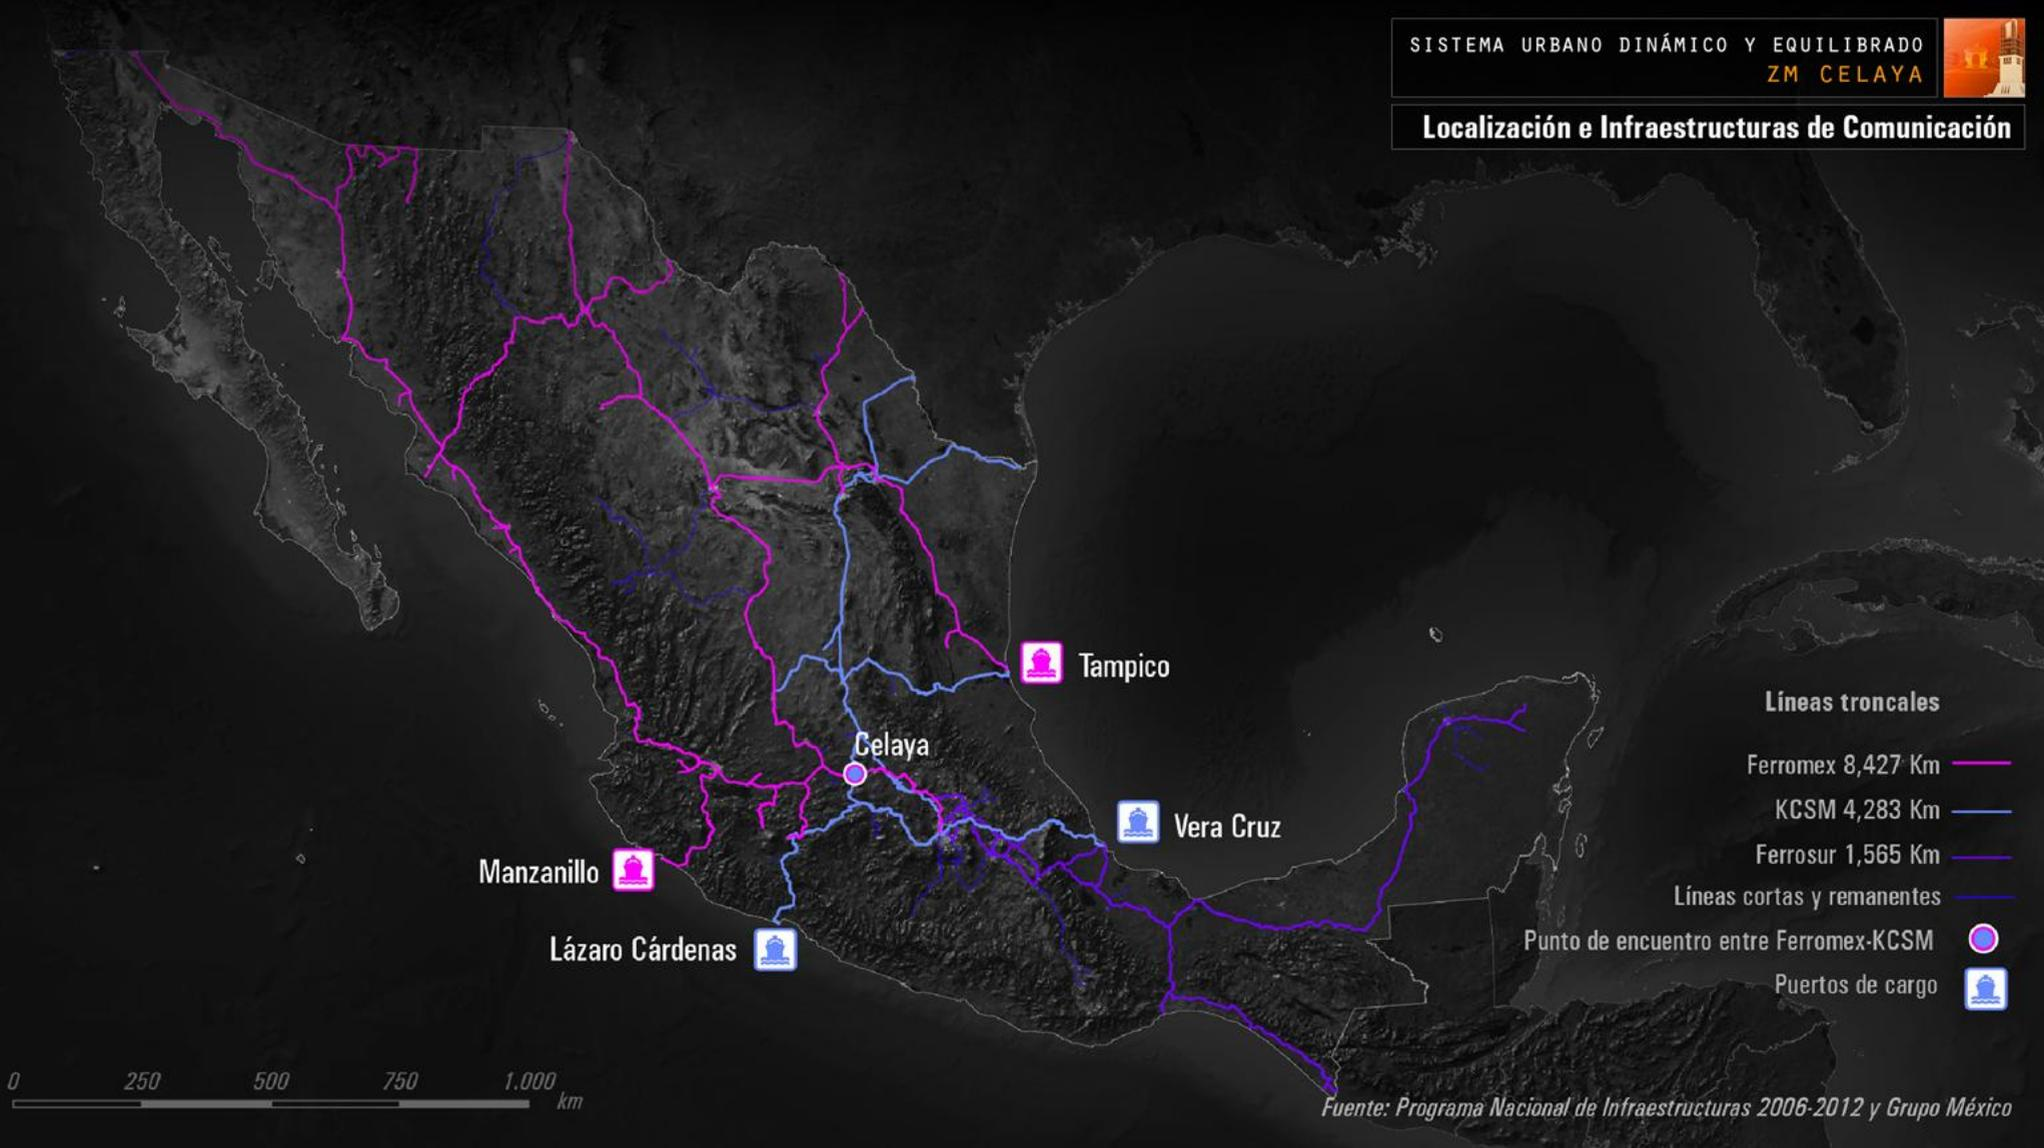 SISTEMA URBANO DINÁMICO Y EQUILIBRADO
ZM CELAYA
Localización e Infraestructuras de Comunicación
Tampico
Celaya
Vera Cruz
Manzanillo
Lázaro Cárdenas
Líneas troncales
Ferromex 8,427 Km
KCSM 4,283 Km
Ferrosur 1,565 Km
Líneas cortas y remanentes
Punto de encuentro entre Ferromex-KCSM
Puertos de cargo
0 250 500 750 1.000
km
Fuente: Programa Nacional de Infraestructuras 2006-2012 y Grupo México